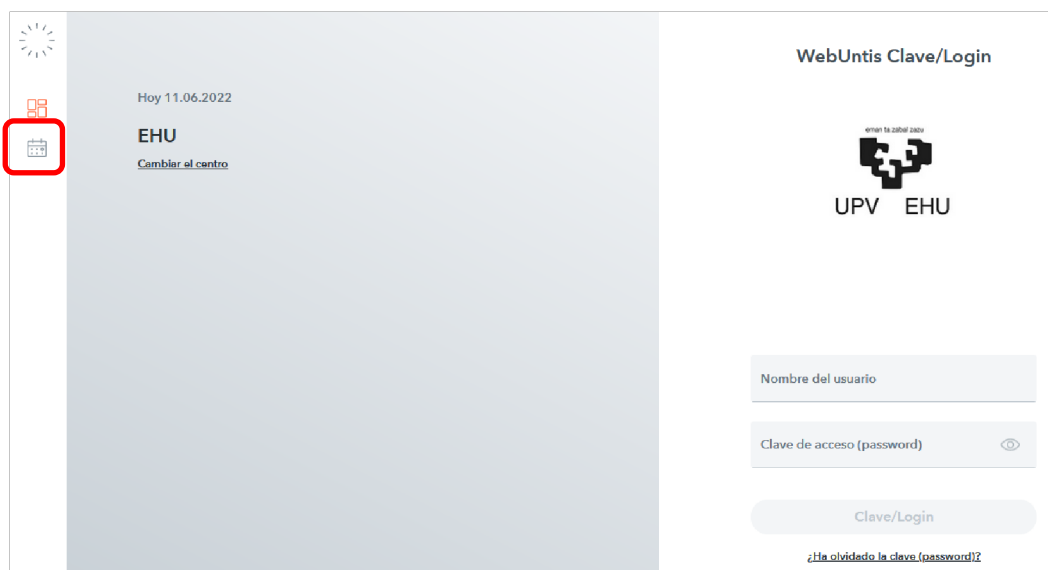 Hoy 11.06.2022
EHU
Cambiar el centro
WebUntis Clave/Login
eman ta zabal zazu
UPV EHU
Nombre del usuario
Clave de acceso (password)
Clave/Login
¿Ha olvidado la clave (password)?